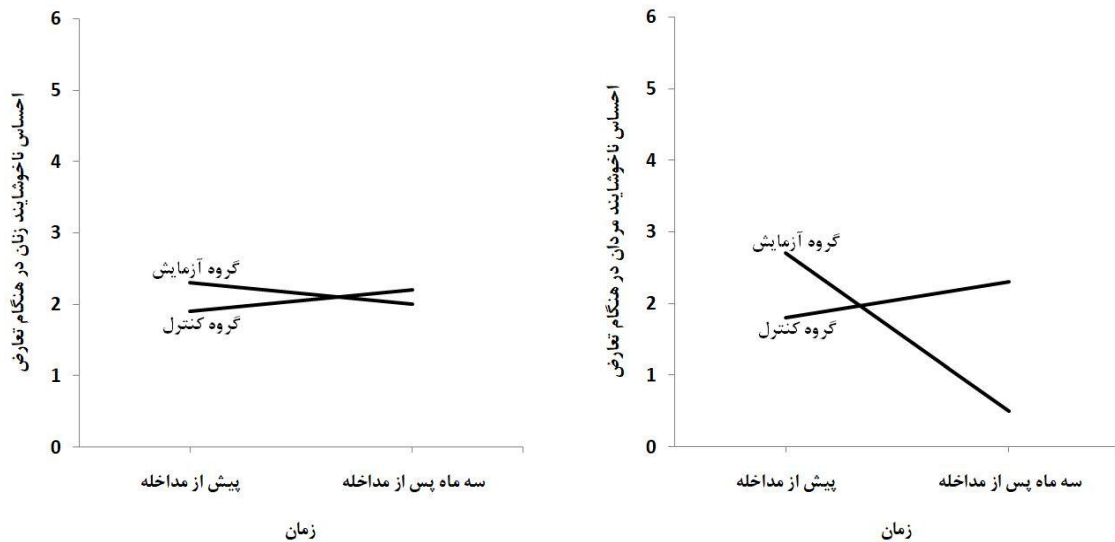 6
5
4
3
2
1
0
احساس ناخوشایند زنان در هنگام تعارض
گروه آزمایش
گروه کنترل
پیش از مداخله
سه ماه پس از مداخله
زمان
6
5
4
3
2
1
0
احساس ناخوشایند مردان در هنگام تعارض
گروه آزمایش
گروه کنترل
پیش از مداخله
سه ماه پس از مداخله
زمان